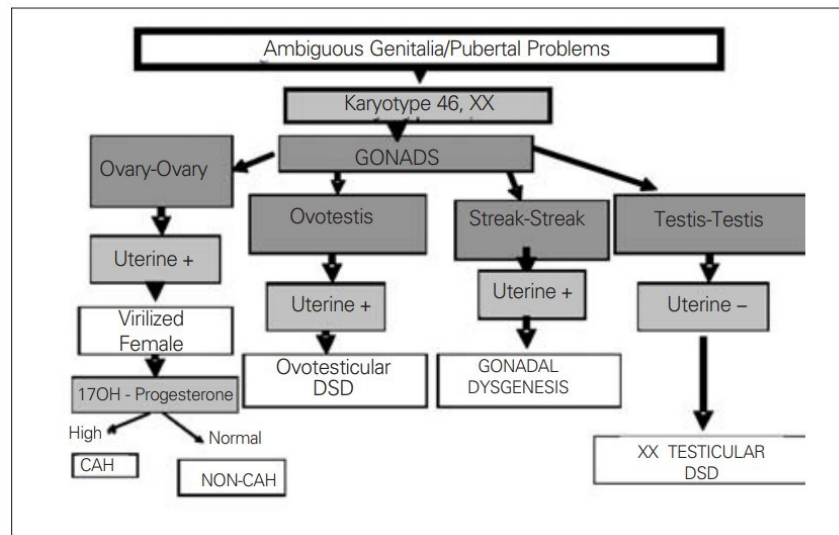 Ambiguous Genitalia/Pubertal Problems
Karyotype 46, XX
GONADS
Ovary-Ovary
Ovotestis
Streak-Streak
Testis-Testis
Uterine +
Uterine +
Uterine +
Uterine –
Virilized
Female
Ovotesticular
DSD
GONADAL
DYSGENESIS
17OH - Progesterone
High
Normal
CAH
NON-CAH
XX TESTICULAR
DSD